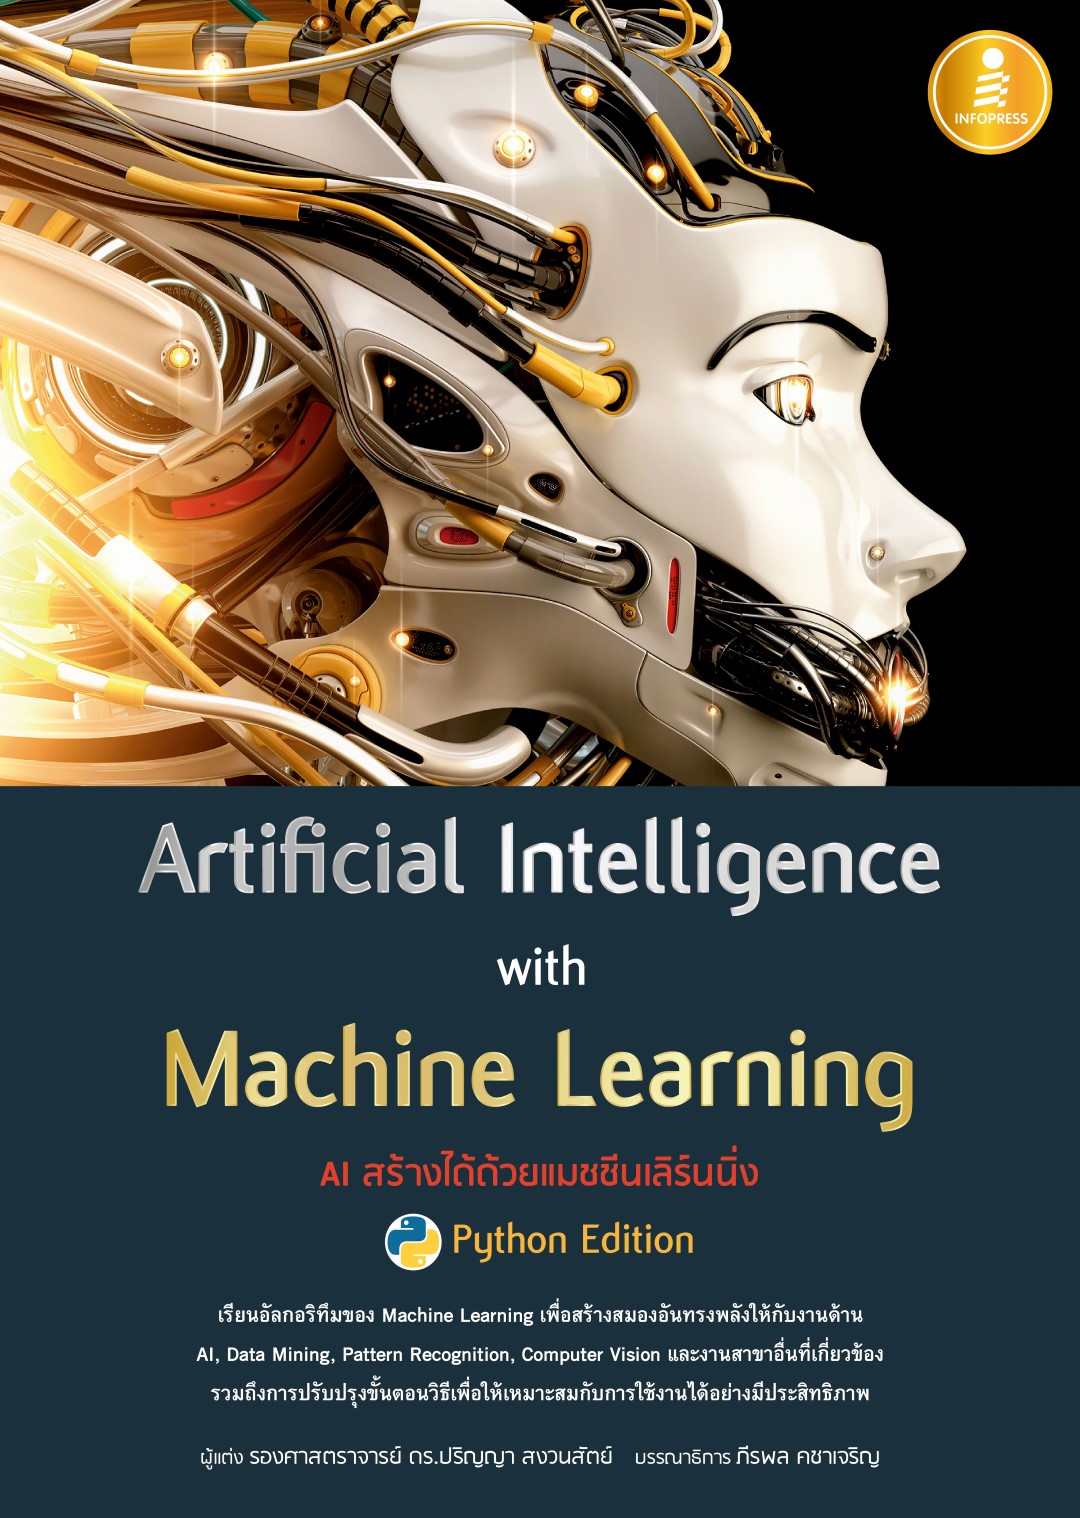 INFOPRESS
Artificial Intelligence
with
Machine Learning
AI สร้างได้ด้วยแมชชีนเลิร์นนิ่ง
Python Edition
เรียนอัลกอริทึมของ Machine Learning เพื่อสร้างสมองอันทรงพลังให้กับงานด้าน
AI, Data Mining, Pattern Recognition, Computer Vision และงานสาขาอื่นที่เกี่ยวข้อง
รวมถึงการปรับปรุงขั้นตอนวิธีเพื่อให้เหมาะสมกับการใช้งานได้อย่างมีประสิทธิภาพ
ผู้แต่ง รองศาสตราจารย์ ดร.ปริญญา สงวนสัตย์ บรรณาธิการ ภีรพล คชาเจริญ